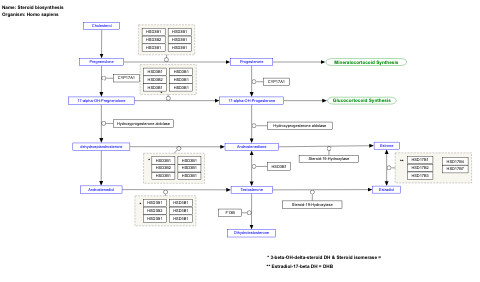 Name: Steroid biosynthesis
Organism: Homo sapiens
Cholesterol
HSD3B1 HSD3B1
HSD3B2 HSD3B1
HSD3B1 HSD3B1
Pregnenolone
Progesterone
Mineralocorticoid Synthesis
HSD3B1 HSD3B1
HSD3B2 HSD3B1
HSD3B1 HSD3B1
*
CYP17A1
CYP17A1
17-alpha-OH-Pregnenolone
17-alpha-OH-Progesterone
Glucocorticoid Synthesis
Hydroxyprogesterone aldolase
Hydroxyprogesterone aldolase
dehydroepiandrosterone
Androstenedione
Estrone
Steroid-19-Hydroxylase
* HSD3B1 HSD3B1
HSD3B2 HSD3B1
HSD3B1 HSD3B1
HSD3B1
** HSD17B1 HSD17B4
HSD17B2 HSD17B7
HSD17B3
Androstenediol
Testosterone
Estradiol
* HSD3B1 HSD3B1
HSD3B2 HSD3B1
HSD3B1 HSD3B1
Steroid-19-Hydroxylase
Dihydrotestosterone
* 3-beta-OH-delta-steroid DH & Steroid isomerase =
** Estradiol-17-beta DH = DHB